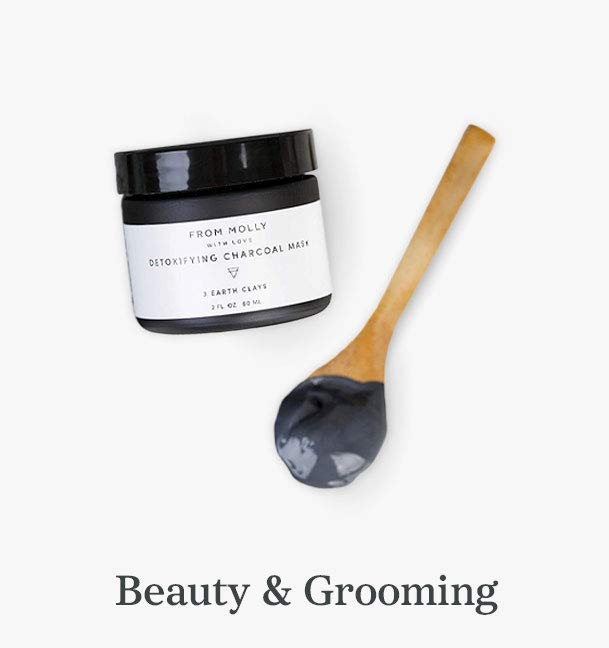 FROM MOLLY
WITH LOVE
DETOXIFYING CHARCOAL MASK
3 EARTH CLAYS
2 FL. OZ 60 ML
Beauty & Grooming